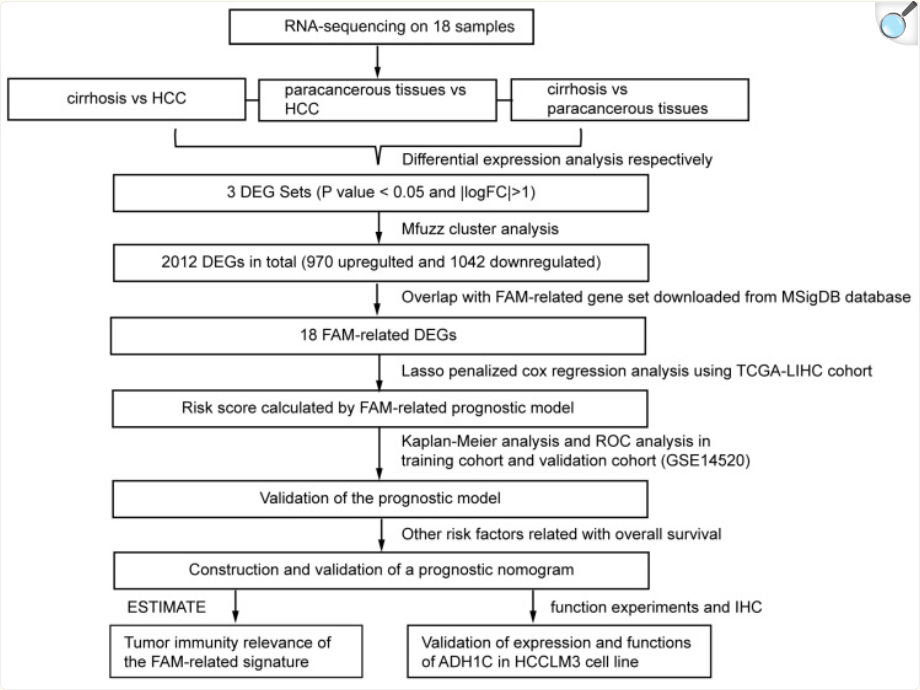 RNA-sequencing on 18 samples
cirrhosis vs HCC
paracancerous tissues vs
HCC
cirrhosis vs
paracancerous tissues
Differential expression analysis respectively
3 DEG Sets (P value < 0.05 and |logFC|>1)
Mfuzz cluster analysis
2012 DEGs in total (970 upregulted and 1042 downregulated)
Overlap with FAM-related gene set downloaded from MSigDB database
18 FAM-related DEGs
Lasso penalized cox regression analysis using TCGA-LIHC cohort
Risk score calculated by FAM-related prognostic model
Kaplan-Meier analysis and ROC analysis in
training cohort and validation cohort (GSE14520)
Validation of the prognostic model
Other risk factors related with overall survival
Construction and validation of a prognostic nomogram
ESTIMATE
function experiments and IHC
Tumor immunity relevance of
the FAM-related signature
Validation of expression and functions
of ADH1C in HCCLM3 cell line